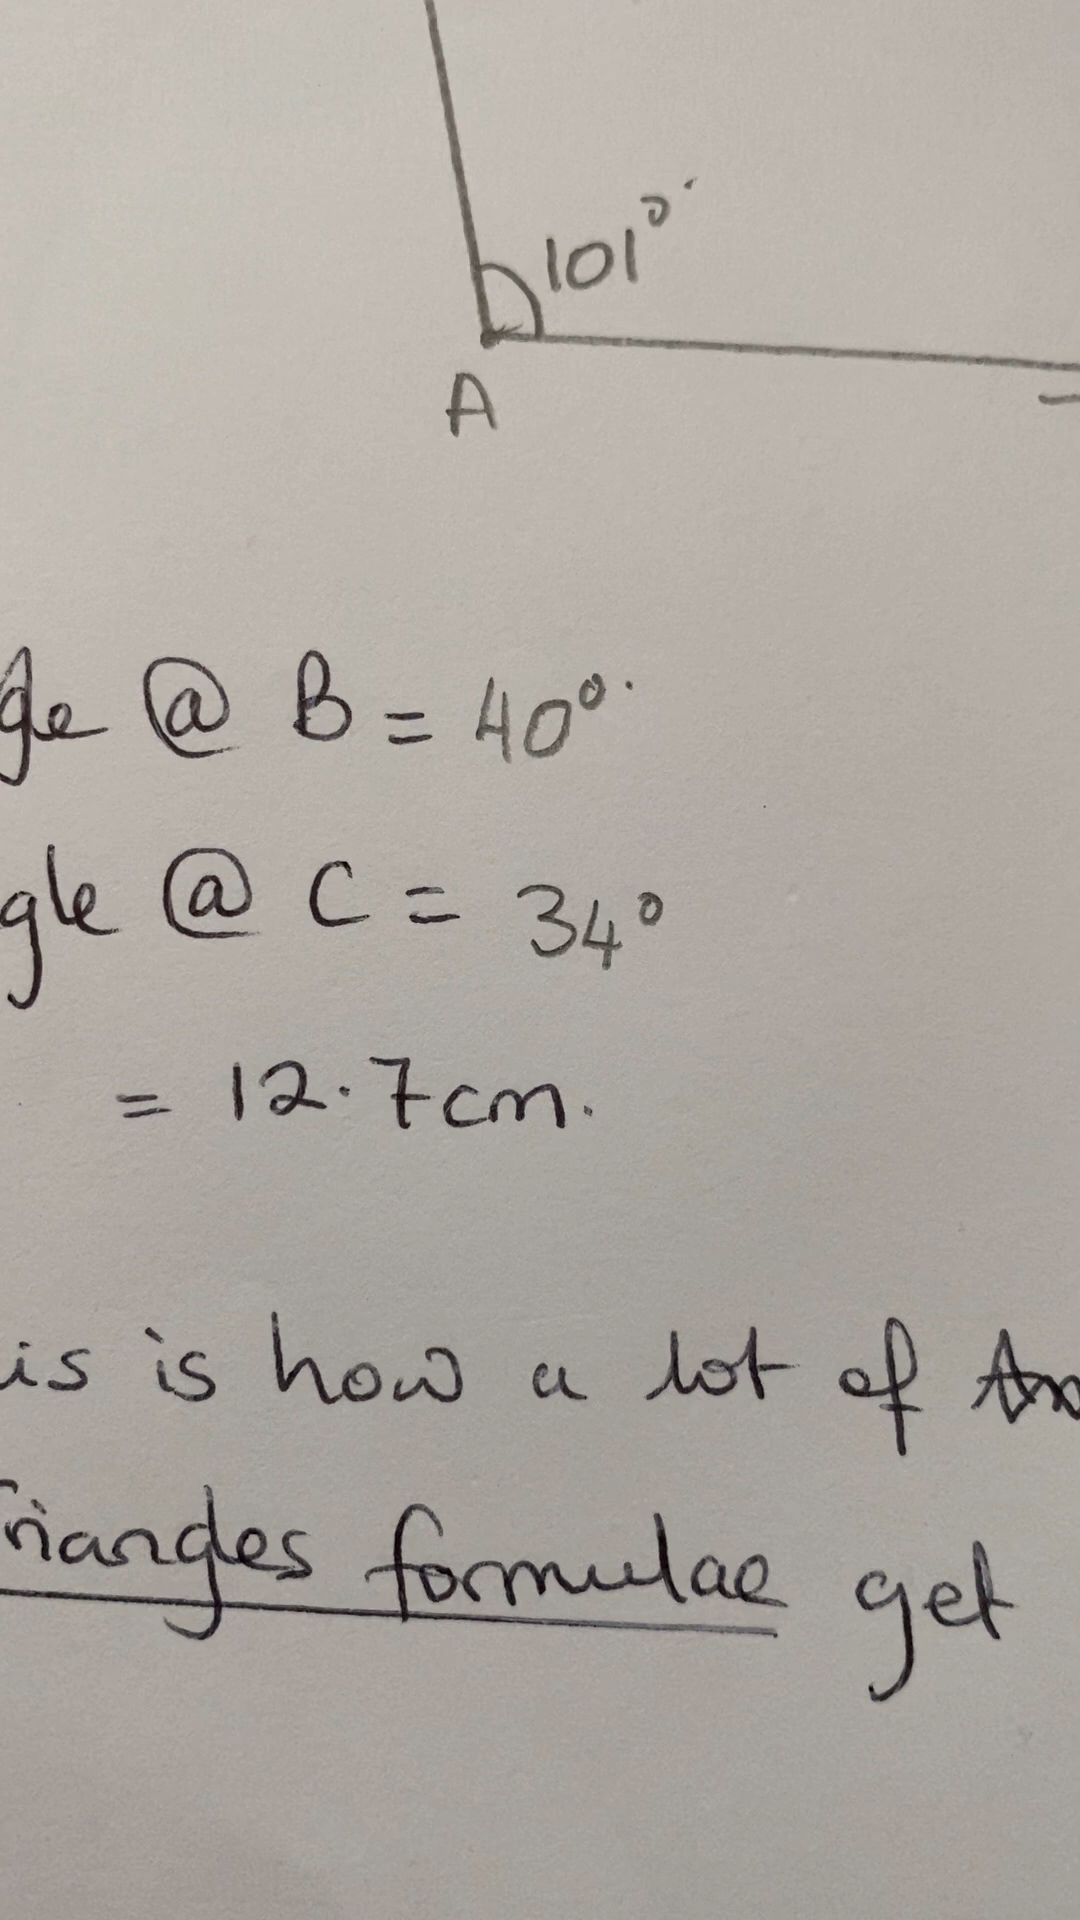 101°
A
gle @ B = 40°.
gle @ C = 34°
= 12.7cm.
is is how a lot of
riangles formulae get